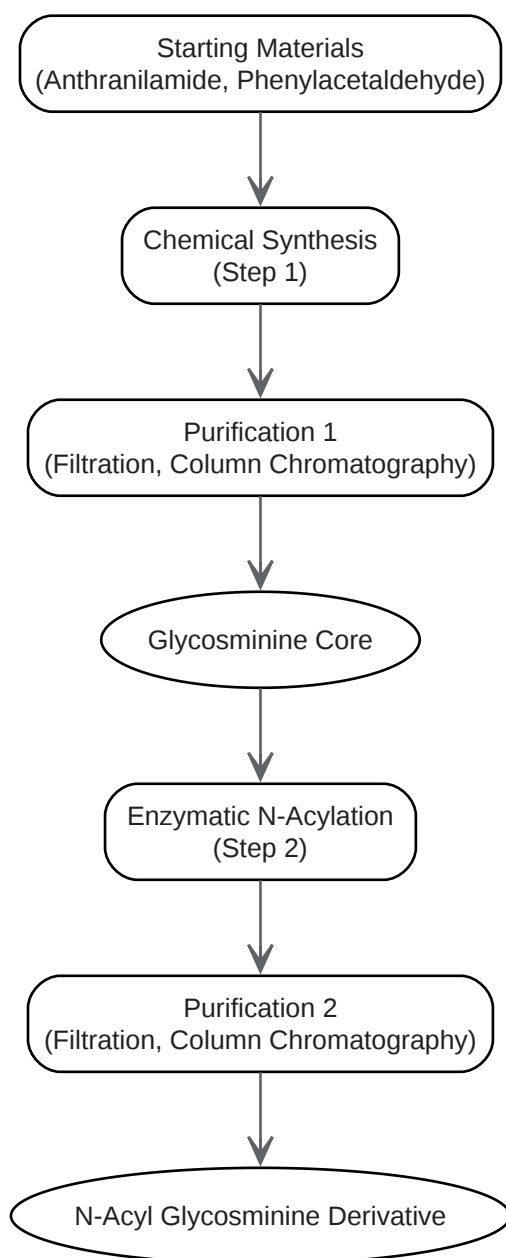 Starting Materials
(Anthranilamide, Phenylacetaldehyde)
Chemical Synthesis
(Step 1)
Purification 1
(Filtration, Column Chromatography)
Glycosminine Core
Enzymatic N-Acylation
(Step 2)
Purification 2
(Filtration, Column Chromatography)
N-Acyl Glycosminine Derivative